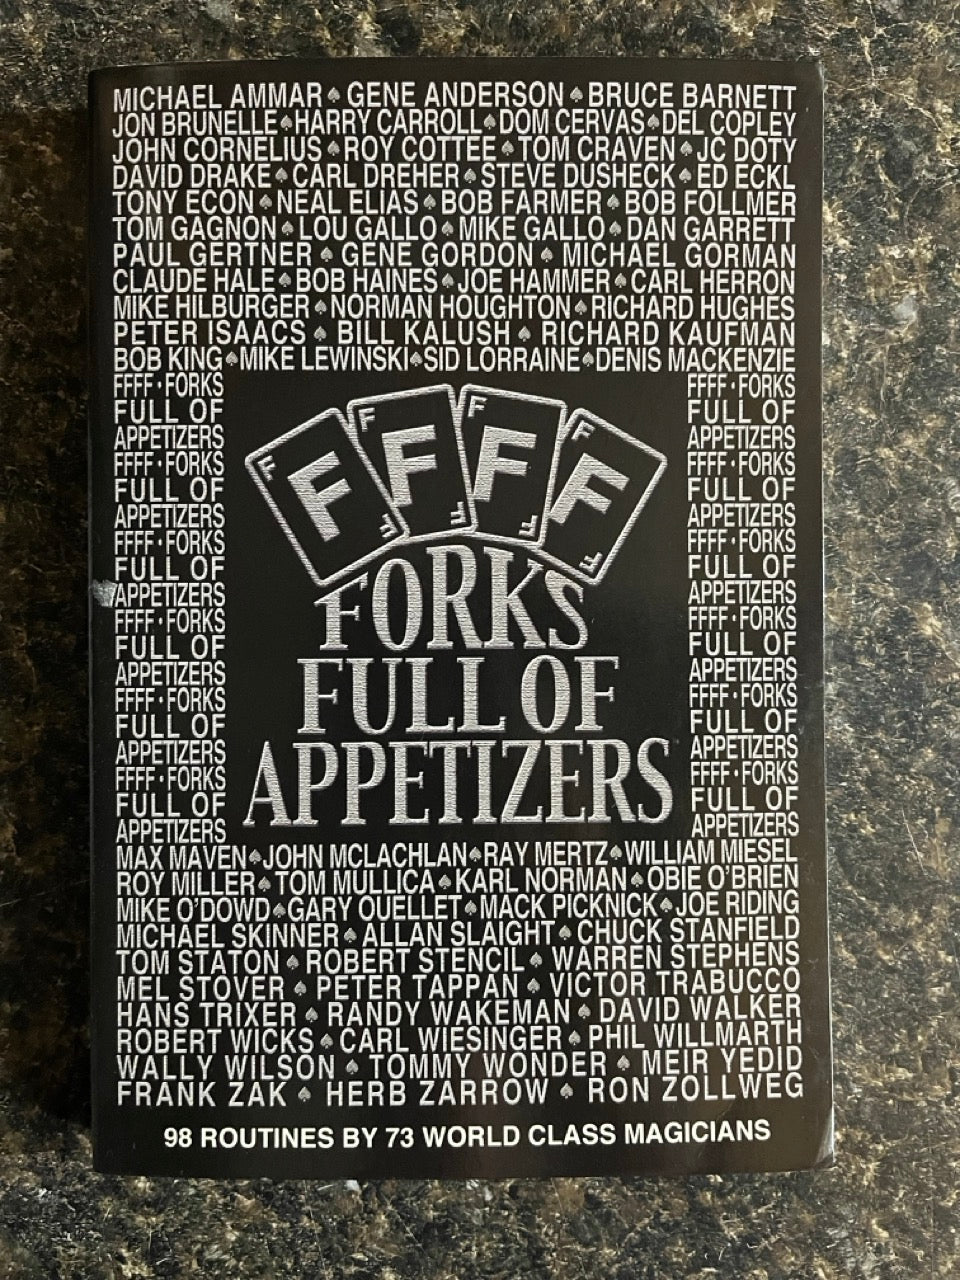 MICHAEL AMMAR♠GENE ANDERSON♠BRUCE BARNETT
JON BRUNELLE♠HARRY CARROLL♠DOM CERVAS♠DEL COPLEY
JOHN CORNELIUS♠ROY COTTEE♠TOM CRAVEN♠JC DOTY
DAVID DRAKE♠CARL DREHER♠STEVE DUSHECK♠ED ECKL
TONY ECON♠NEAL ELIAS♠BOB FARMER♠BOB FOLLMER
TOM GAGNON♠LOU GALLO♠MIKE GALLO♠DAN GARRETT
PAUL GERTNER♠GENE GORDON♠MICHAEL GORMAN
CLAUDE HALE♠BOB HAINES♠JOE HAMMER♠CARL HERRON
MIKE HILBURGER♠NORMAN HOUGHTON♠RICHARD HUGHES
PETER ISAACS♠BILL KALUSH♠RICHARD KAUFMAN
BOB KING♠MIKE LEWINSKI♠SID LORRAINE♠DENIS MACKENZIE
FFFF·FORKS
FULL OF
APPETIZERS
FFFF·FORKS
FULL OF
APPETIZERS
FFFF·FORKS
FULL OF
APPETIZERS
FFFF·FORKS
FULL OF
APPETIZERS
FFFF·FORKS
FULL OF
APPETIZERS
FFFF·FORKS
FULL OF
APPETIZERS
F F F
F F F
F F F
F F F
FORKS
FULL OF
APPETIZERS
FFFF·FORKS
FULL OF
APPETIZERS
FFFF·FORKS
FULL OF
APPETIZERS
FFFF·FORKS
FULL OF
APPETIZERS
FFFF·FORKS
FULL OF
APPETIZERS
FFFF·FORKS
FULL OF
APPETIZERS
FFFF·FORKS
FULL OF
APPETIZERS
MAX MAVEN♠JOHN MCLACHLAN♠RAY MERTZ♠WILLIAM MIESEL
ROY MILLER♠TOM MULLICA♠KARL NORMAN♠OBIE O'BRIEN
MIKE O'DOWD♠GARY OUELLET♠MACK PICKNICK♠JOE RIDING
MICHAEL SKINNER♠ALLAN SLAIGHT♠CHUCK STANFIELD
TOM STATON♠ROBERT STENCIL♠WARREN STEPHENS
MEL STOVER♠PETER TAPPAN♠VICTOR TRABUCCO
HANS TRIXER♠RANDY WAKEMAN♠DAVID WALKER
ROBERT WICKS♠CARL WIESINGER♠PHIL WILLMARTH
WALLY WILSON♠TOMMY WONDER♠MEIR YEDID
FRANK ZAK♠HERB ZARROW♠RON ZOLLWEG
98 ROUTINES BY 73 WORLD CLASS MAGICIANS